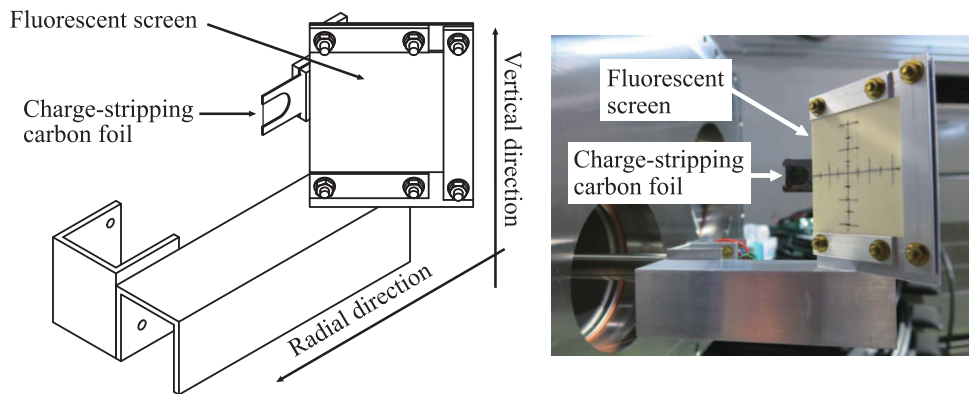 Fluorescent screen
Charge-stripping
carbon foil
Vertical direction
Radial direction
Fluorescent
screen
Charge-stripping
carbon foil